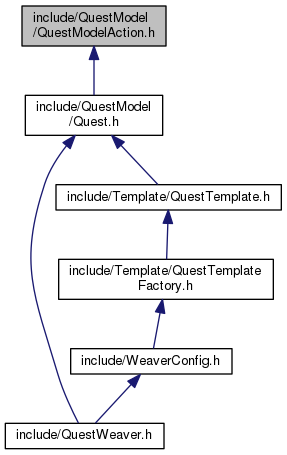 include/QuestModel
/QuestModelAction.h
include/QuestModel
/Quest.h
include/Template/QuestTemplate.h
include/Template/QuestTemplate
Factory.h
include/WeaverConfig.h
include/QuestWeaver.h